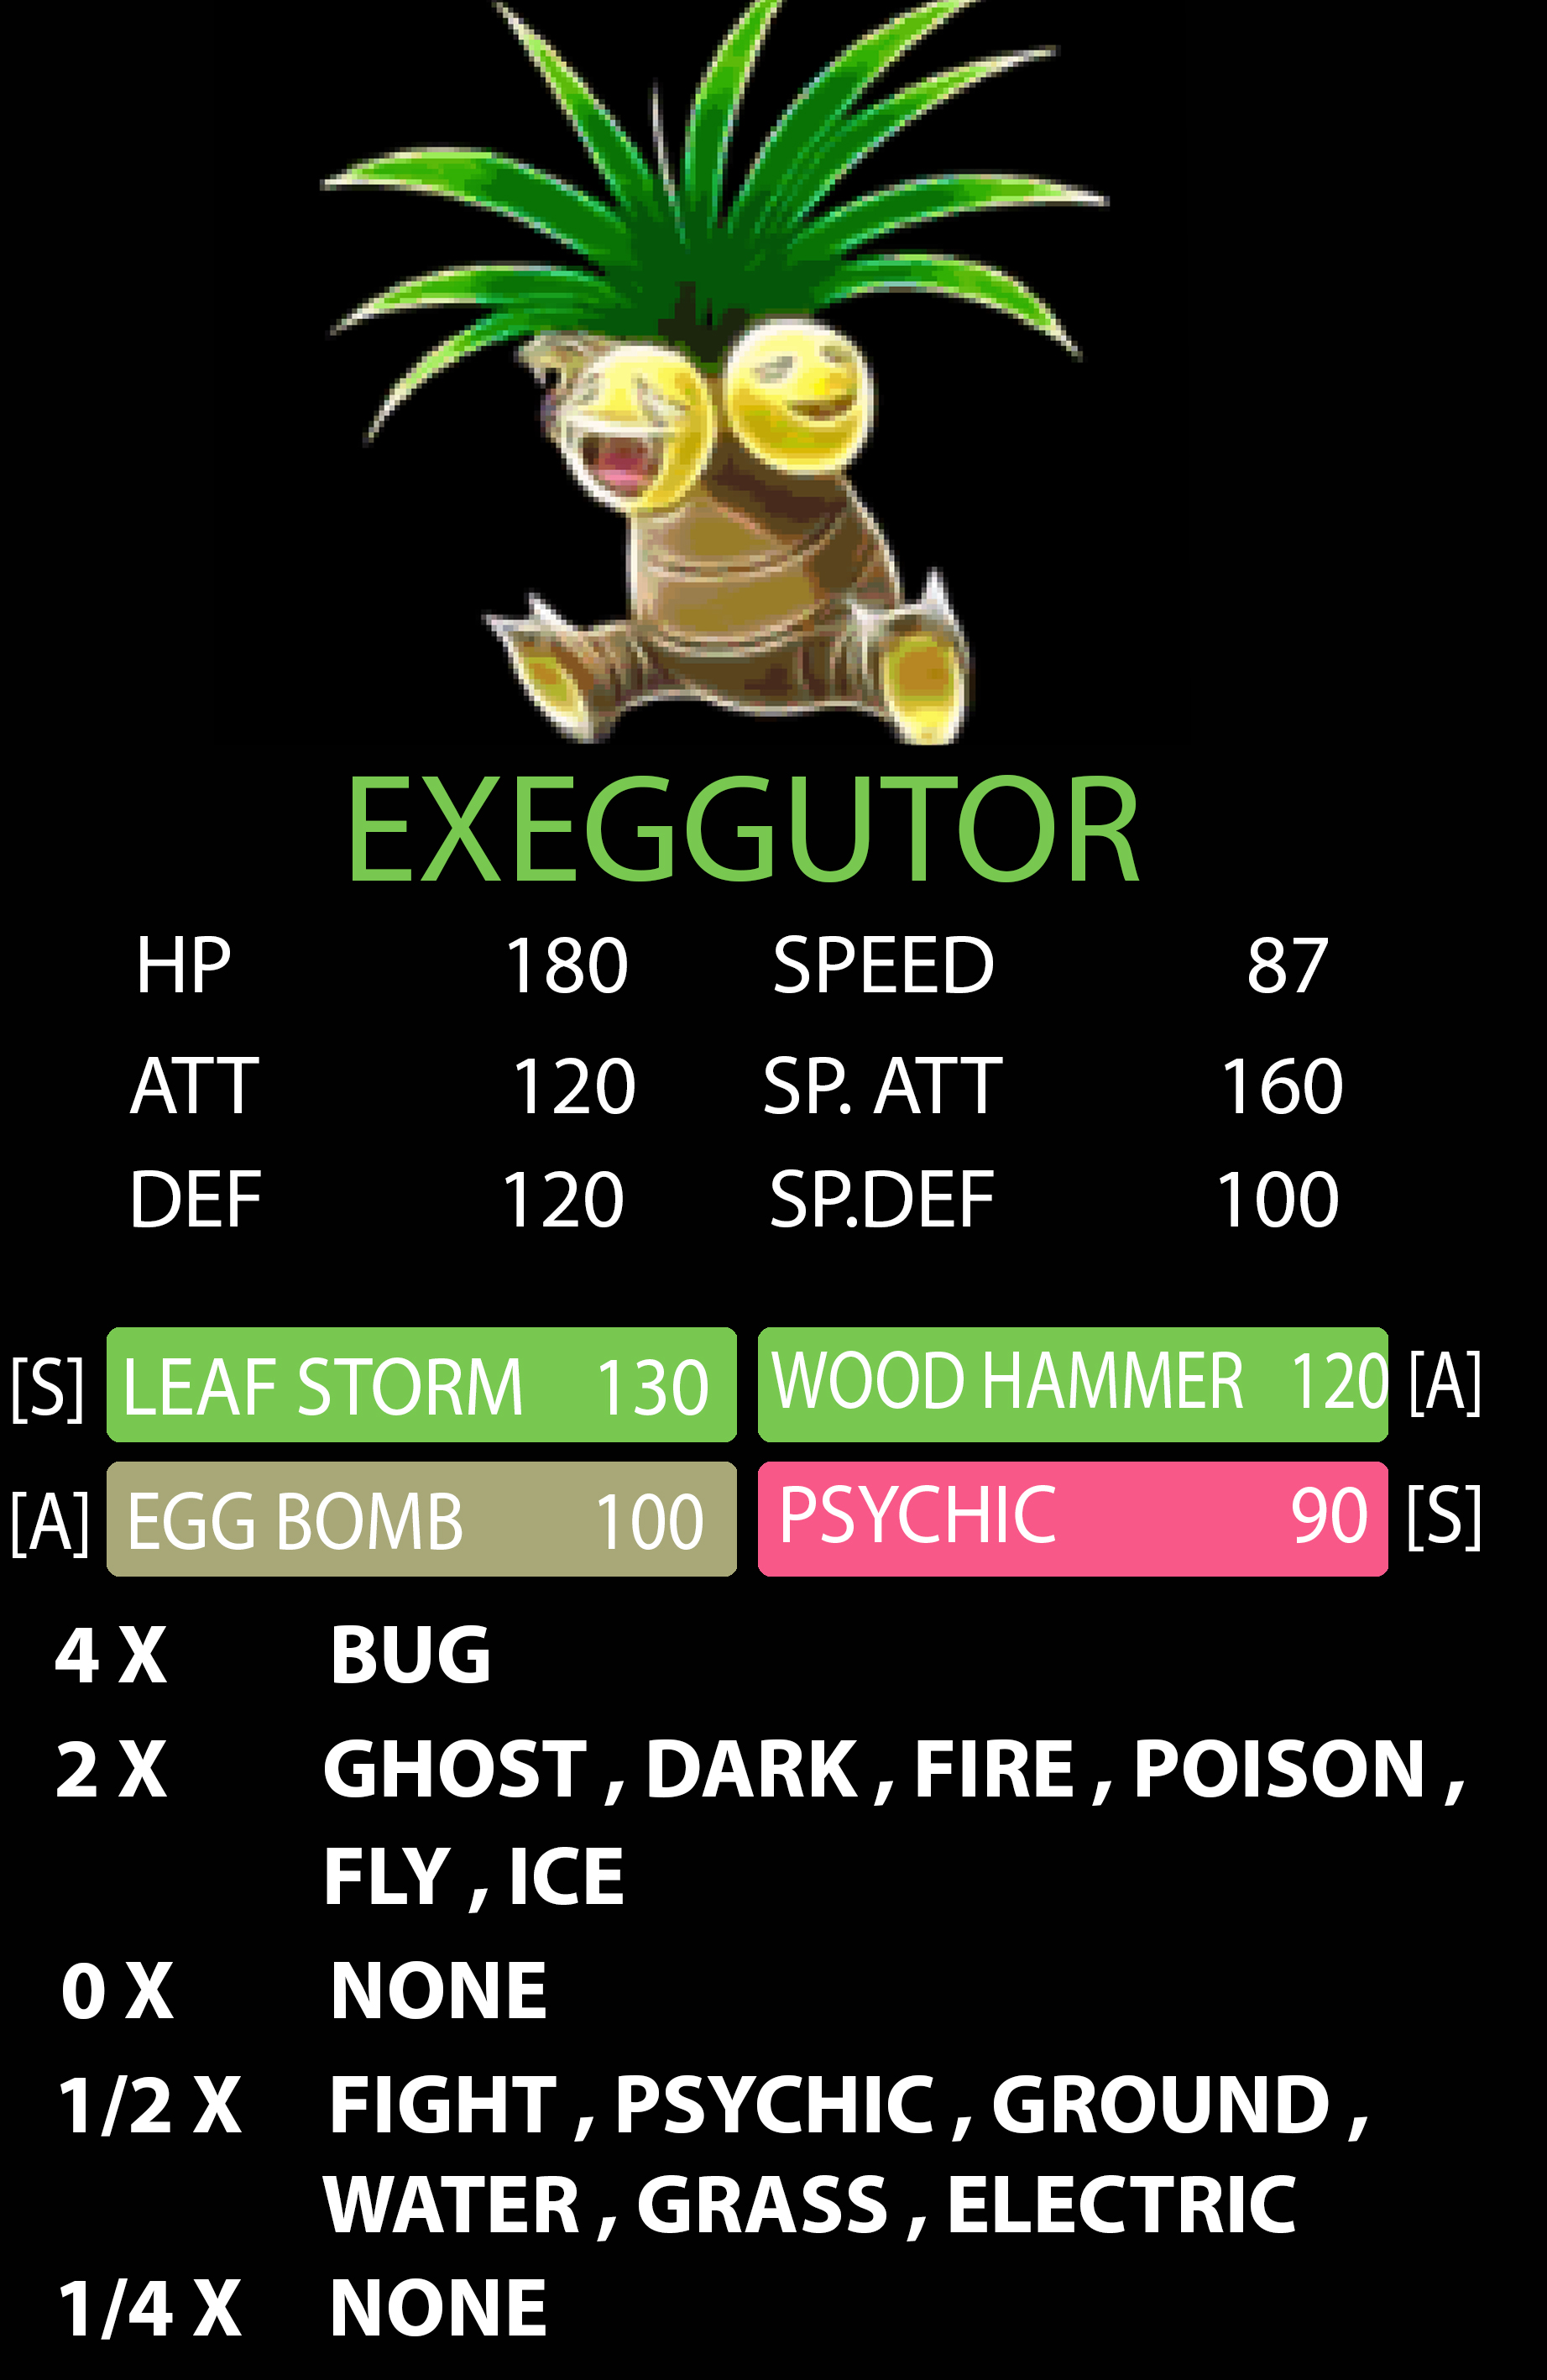 EXEGGUTOR
HP 180 SPEED 87
ATT 120 SP. ATT 160
DEF 120 SP.DEF 100
[S] LEAF STORM 130 WOOD HAMMER 120 [A]
[A] EGG BOMB 100 PSYCHIC 90 [S]
4 X BUG
2 X GHOST , DARK , FIRE , POISON ,
FLY , ICE
0 X NONE
1/2 X FIGHT , PSYCHIC , GROUND ,
WATER , GRASS , ELECTRIC
1/4 X NONE